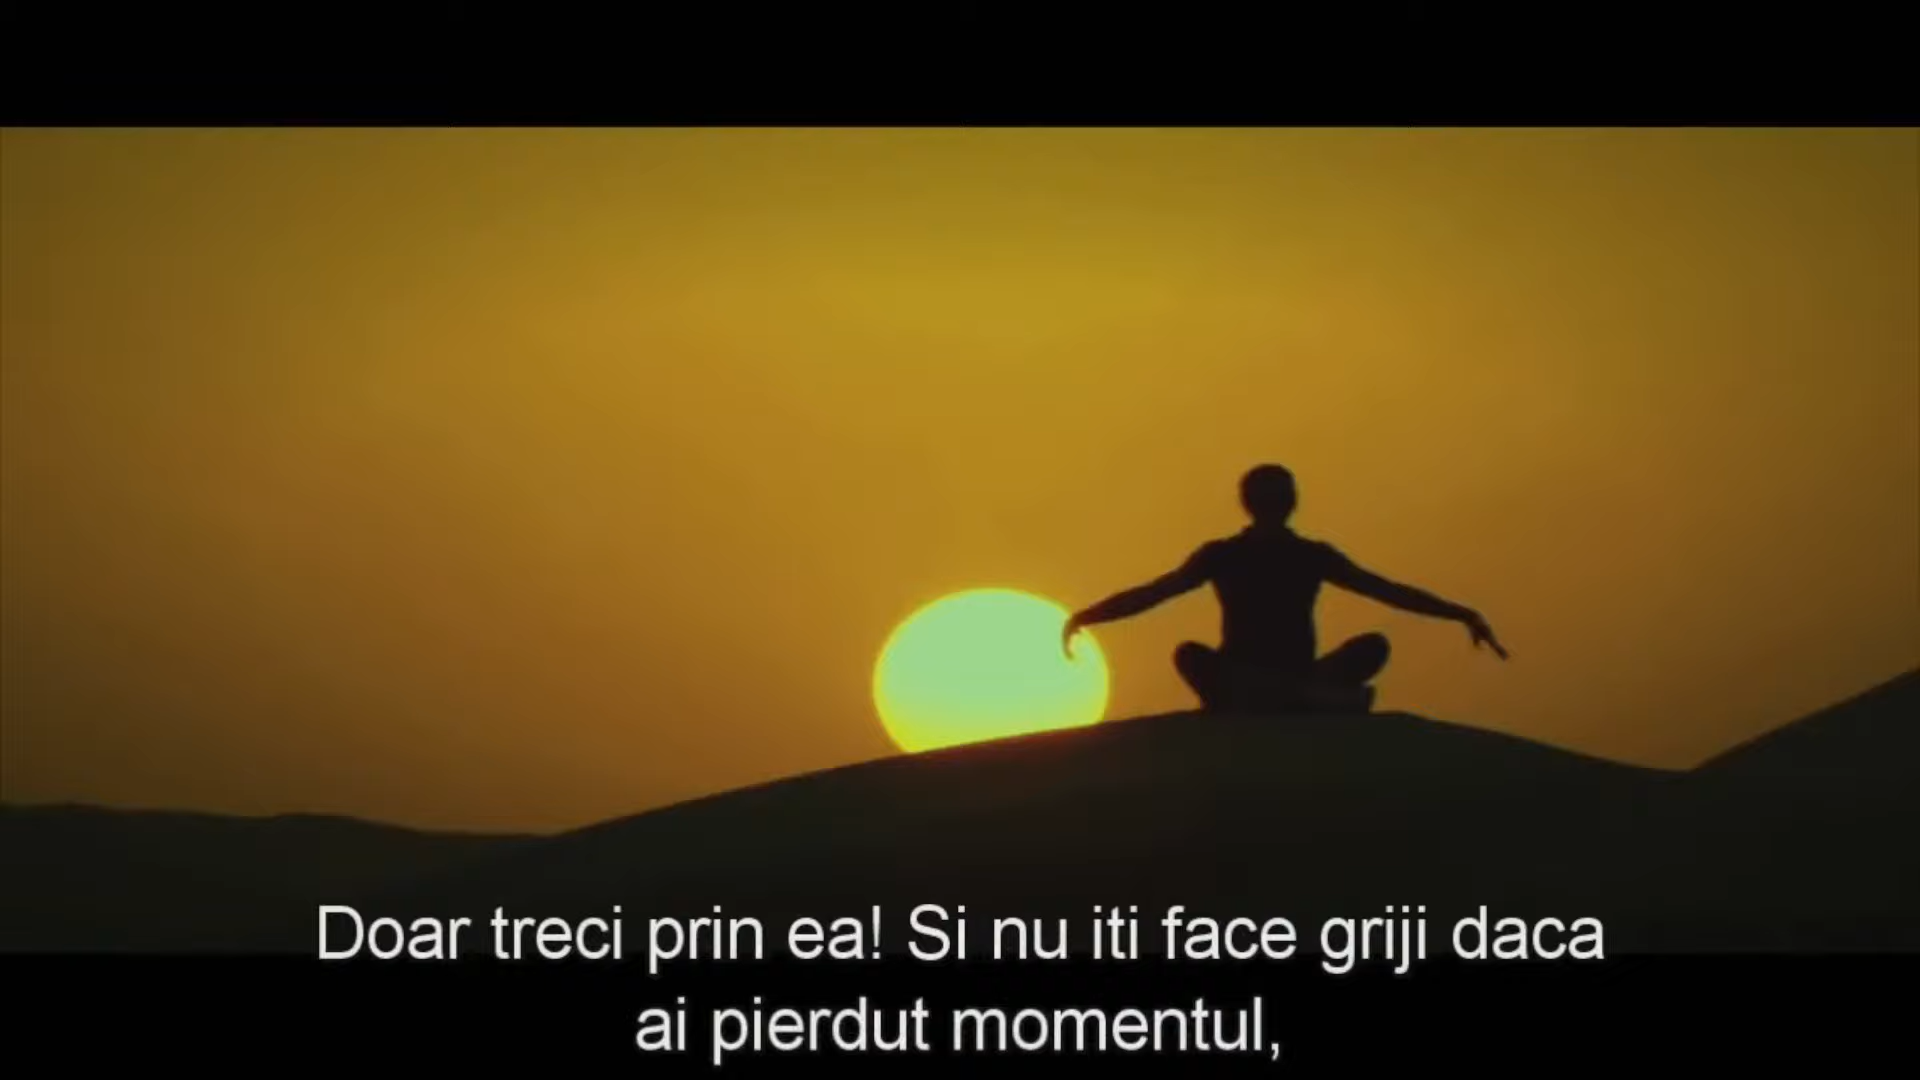 Doar treci prin ea! Si nu iti face griji daca
ai pierdut momentul,